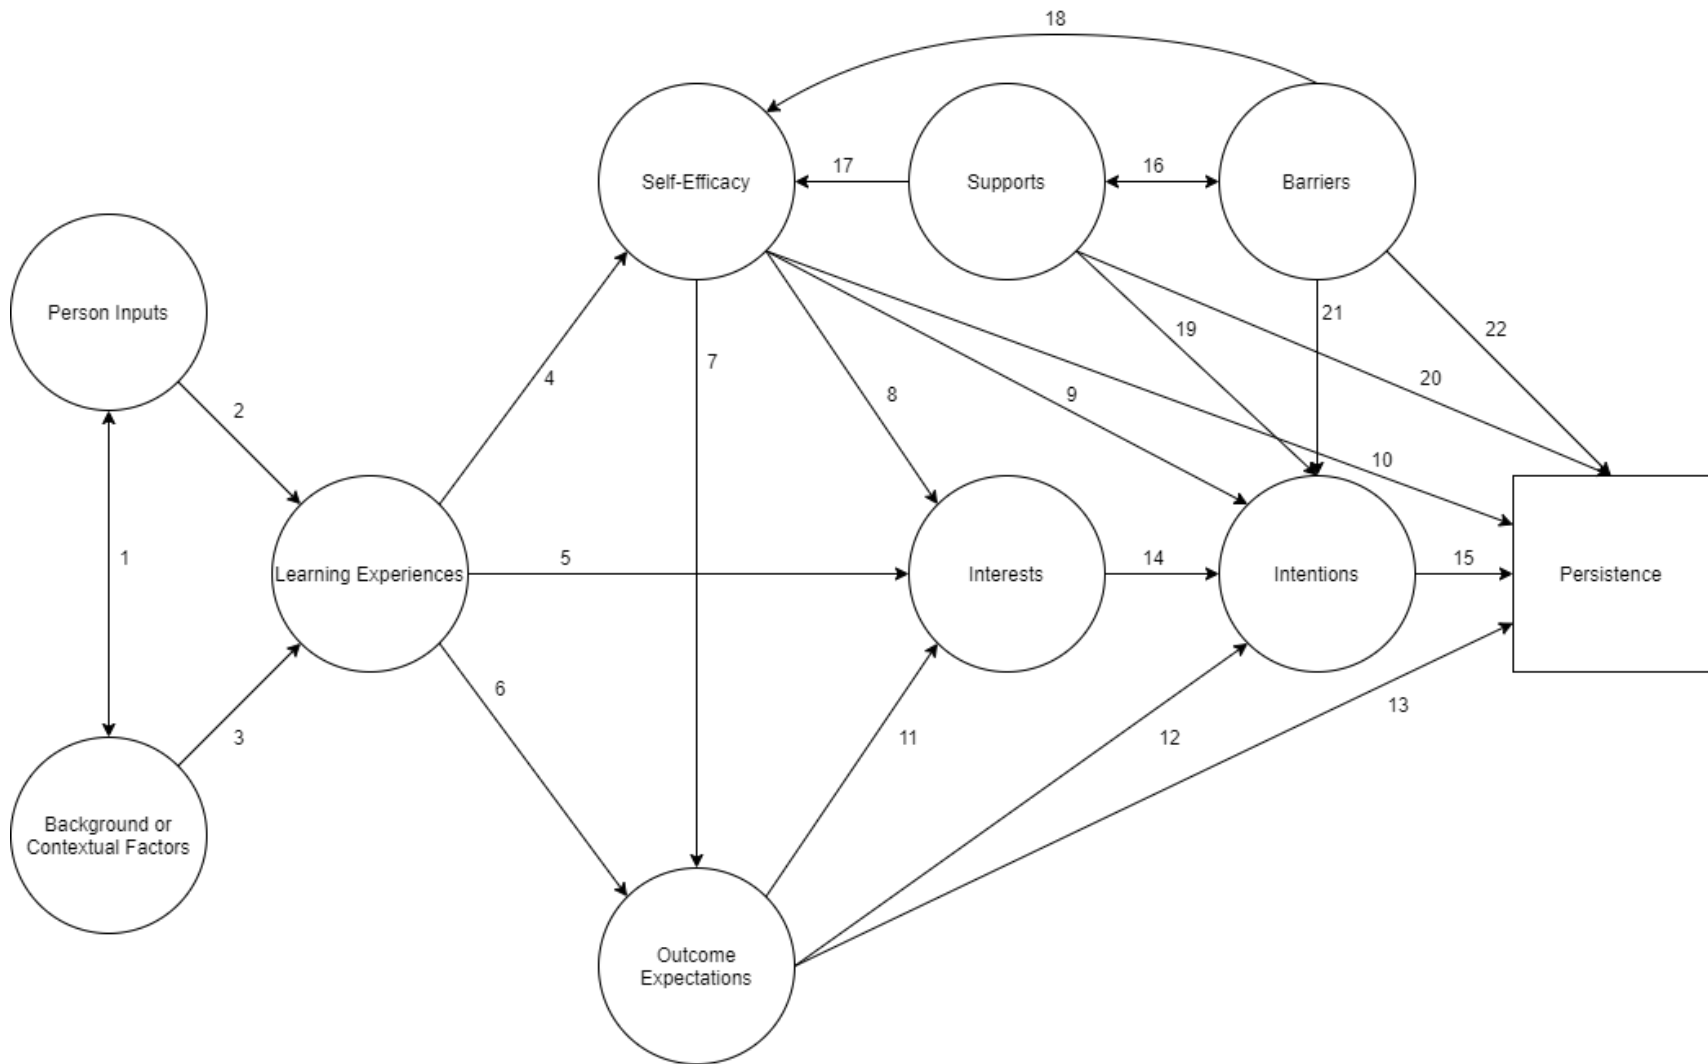 18
17
16
Self-Efficacy
Supports
Barriers
Person Inputs
21
19
22
7
4
20
8
9
2
10
1
5
14
15
Learning Experiences
Interests
Intentions
Persistence
6
13
3
11
12
Background or
Contextual Factors
Outcome
Expectations